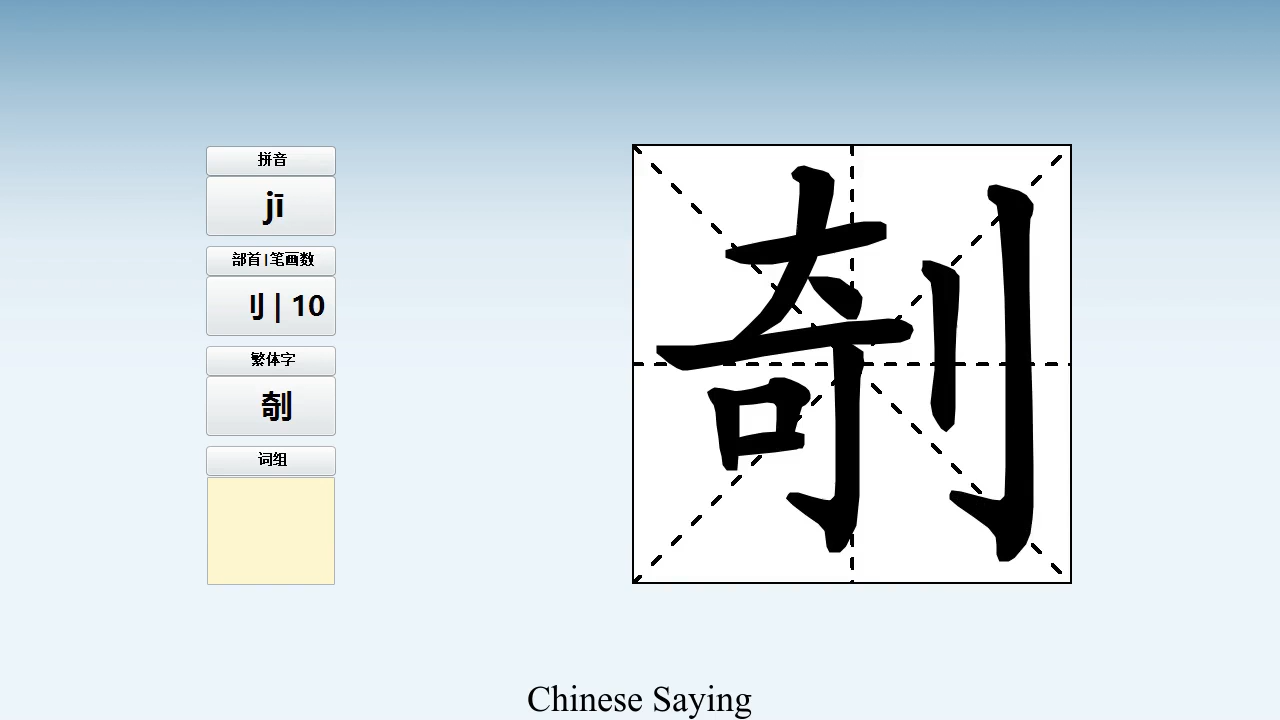 拼音
jī
部首|笔画数
刂 | 10
繁体字
剞
词组
剞
Chinese Saying